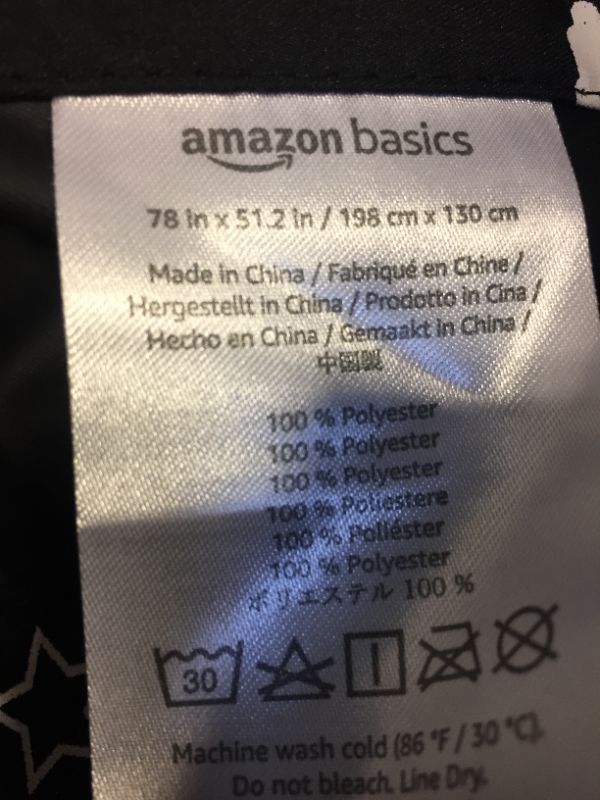 amazon basics
78 in x 51.2 in / 198 cm x 130 cm
Made in China / Fabriqué en Chine /
Hergestellt in China / Prodotto in Cina /
Hecho en China / Gemaakt in China /
中国製
100 % Polyester
100 % Polyester
100 % Polyester
100 % Poliestere
100 % Poliéster
100 % Polyester
ポリエステル 100 %
30
Machine wash cold (86 °F / 30 °C).
Do not bleach. Line Dry.